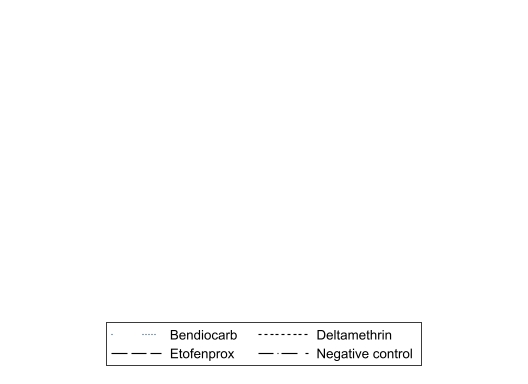 Bendiocarb Deltamethrin
Etofenprox Negative control